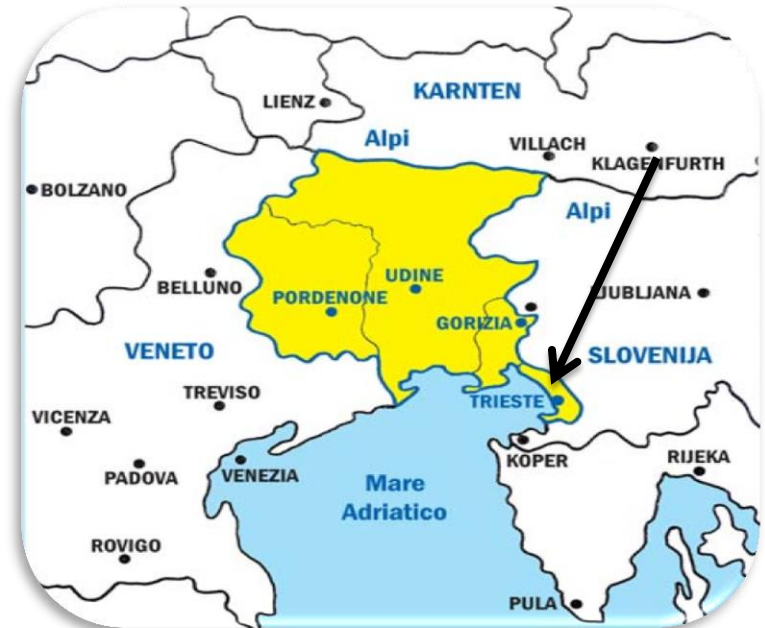 KARNTEN
LIENZ
Alpi
VILLACH
KLAGENFURTH
BOLZANO
Alpi
UDINE
BELLUNO
PORDENONE
LJUBLJANA
GORIZIA
VENETO
SLOVENIJA
TREVISO
TRIESTE
VICENZA
KOPER
RIJEKA
PADOVA
VENEZIA
Mare
Adriatico
ROVIGO
PULA